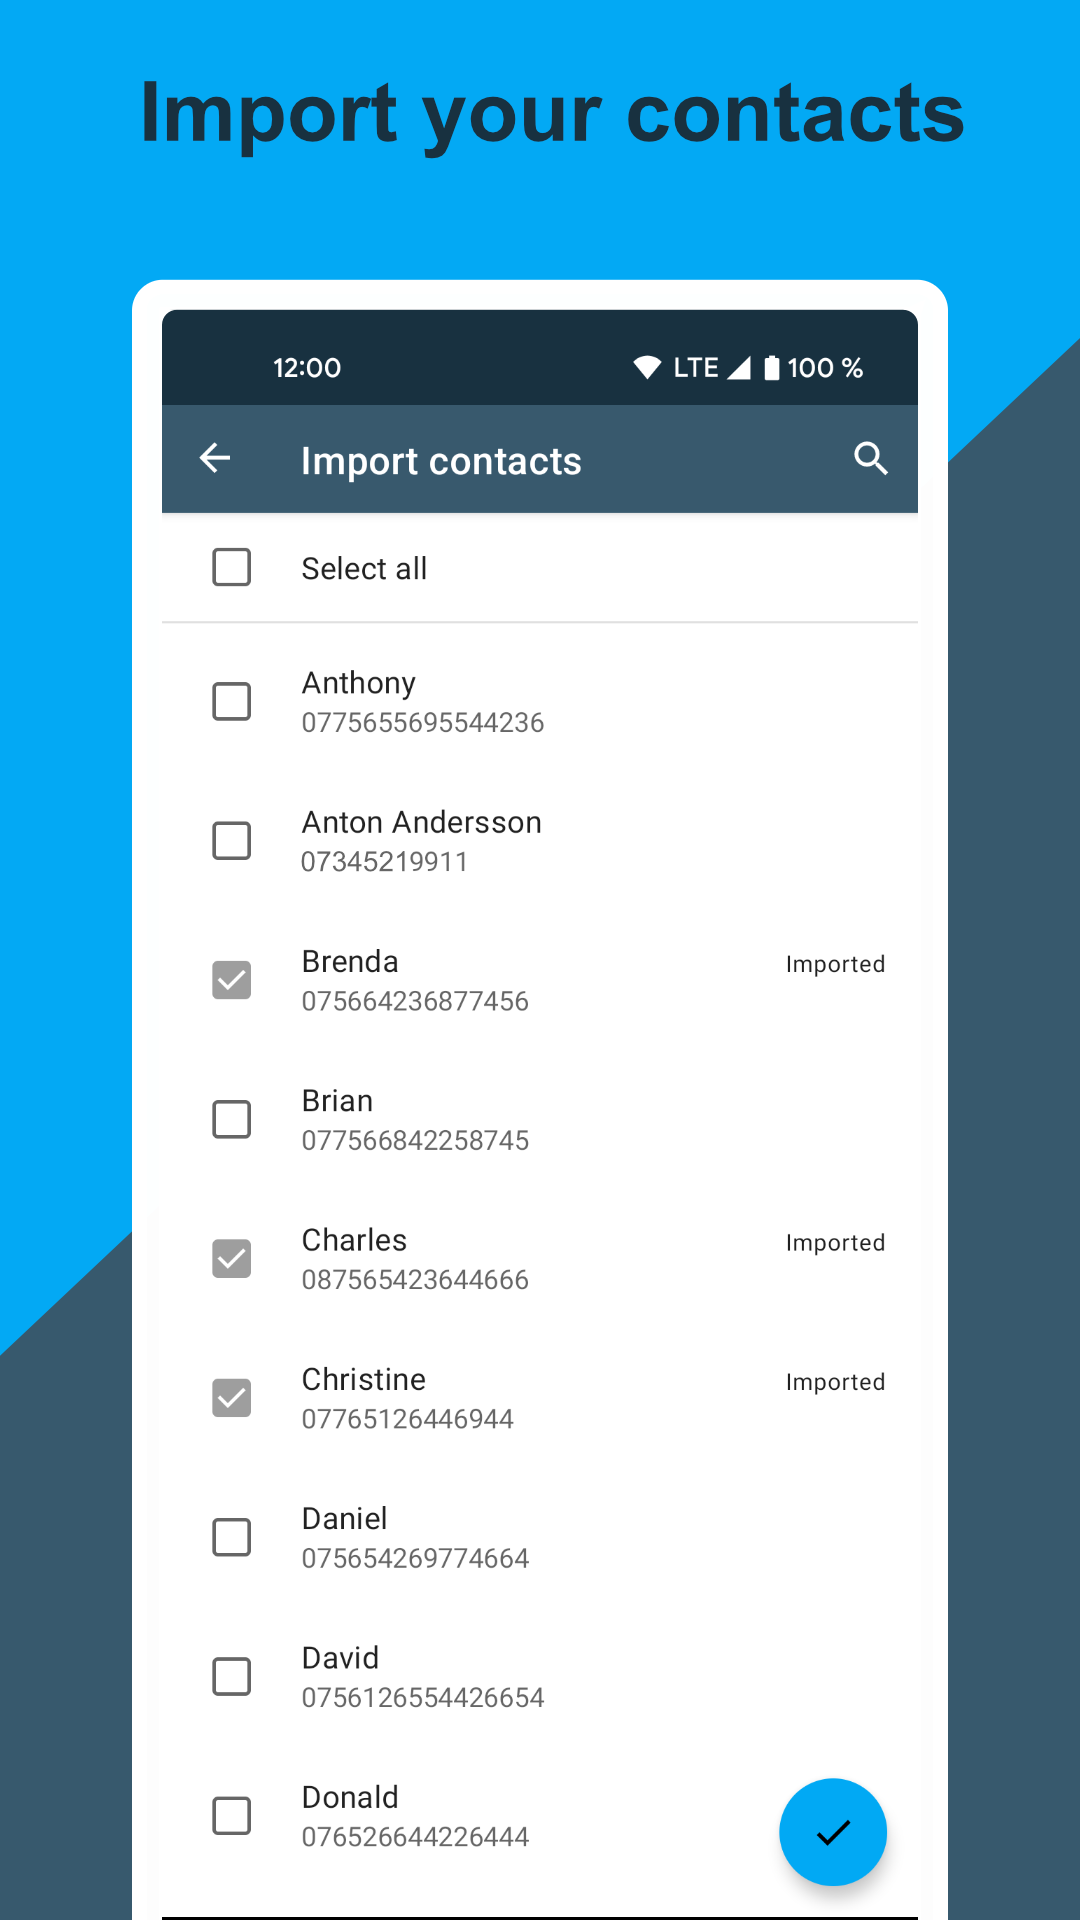 Import your contacts
12:00 LTE 100 %
Import contacts
Select all
Anthony
0775655695544236
Anton Andersson
07345219911
Brenda Imported
075664236877456
Brian
077566842258745
Charles Imported
087565423644666
Christine Imported
07765126446944
Daniel
075654269774664
David
0756126554426654
Donald
076526644226444